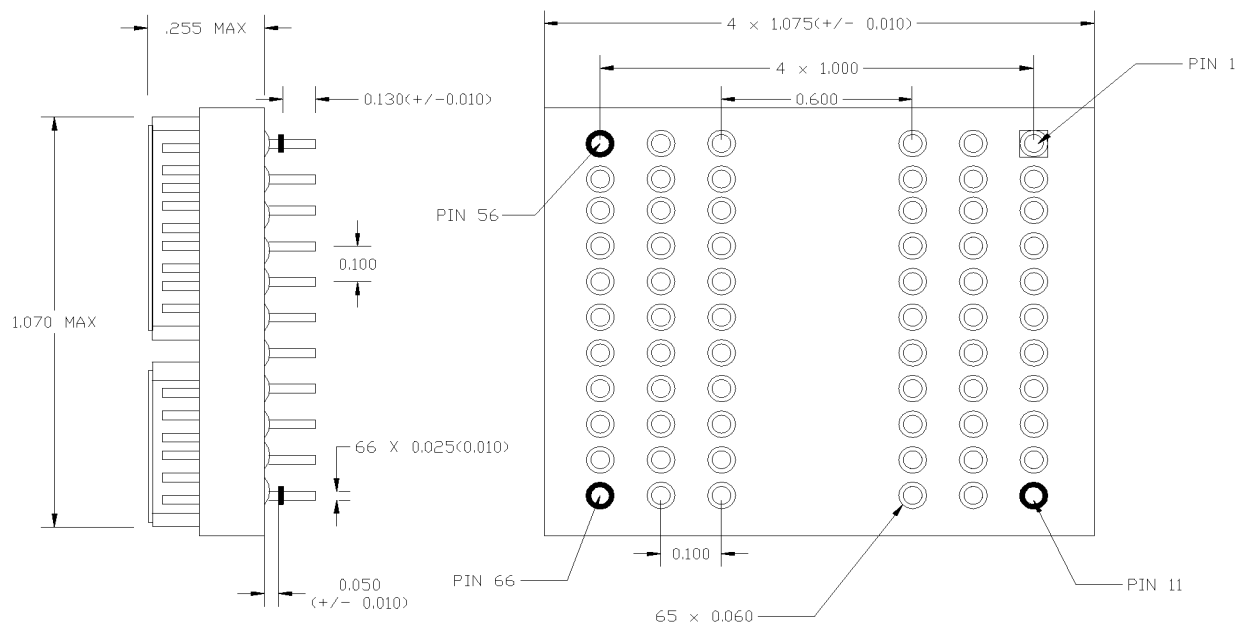 .255 MAX
4 × 1.075(+/- 0.010)
4 × 1.000
PIN 1
0.130(+/-0.010)
0.600
PIN 56
0.100
1.070 MAX
66 X 0.025(0.010)
0.100
0.050
(+/- 0.010)
PIN 66
PIN 11
65 × 0.060